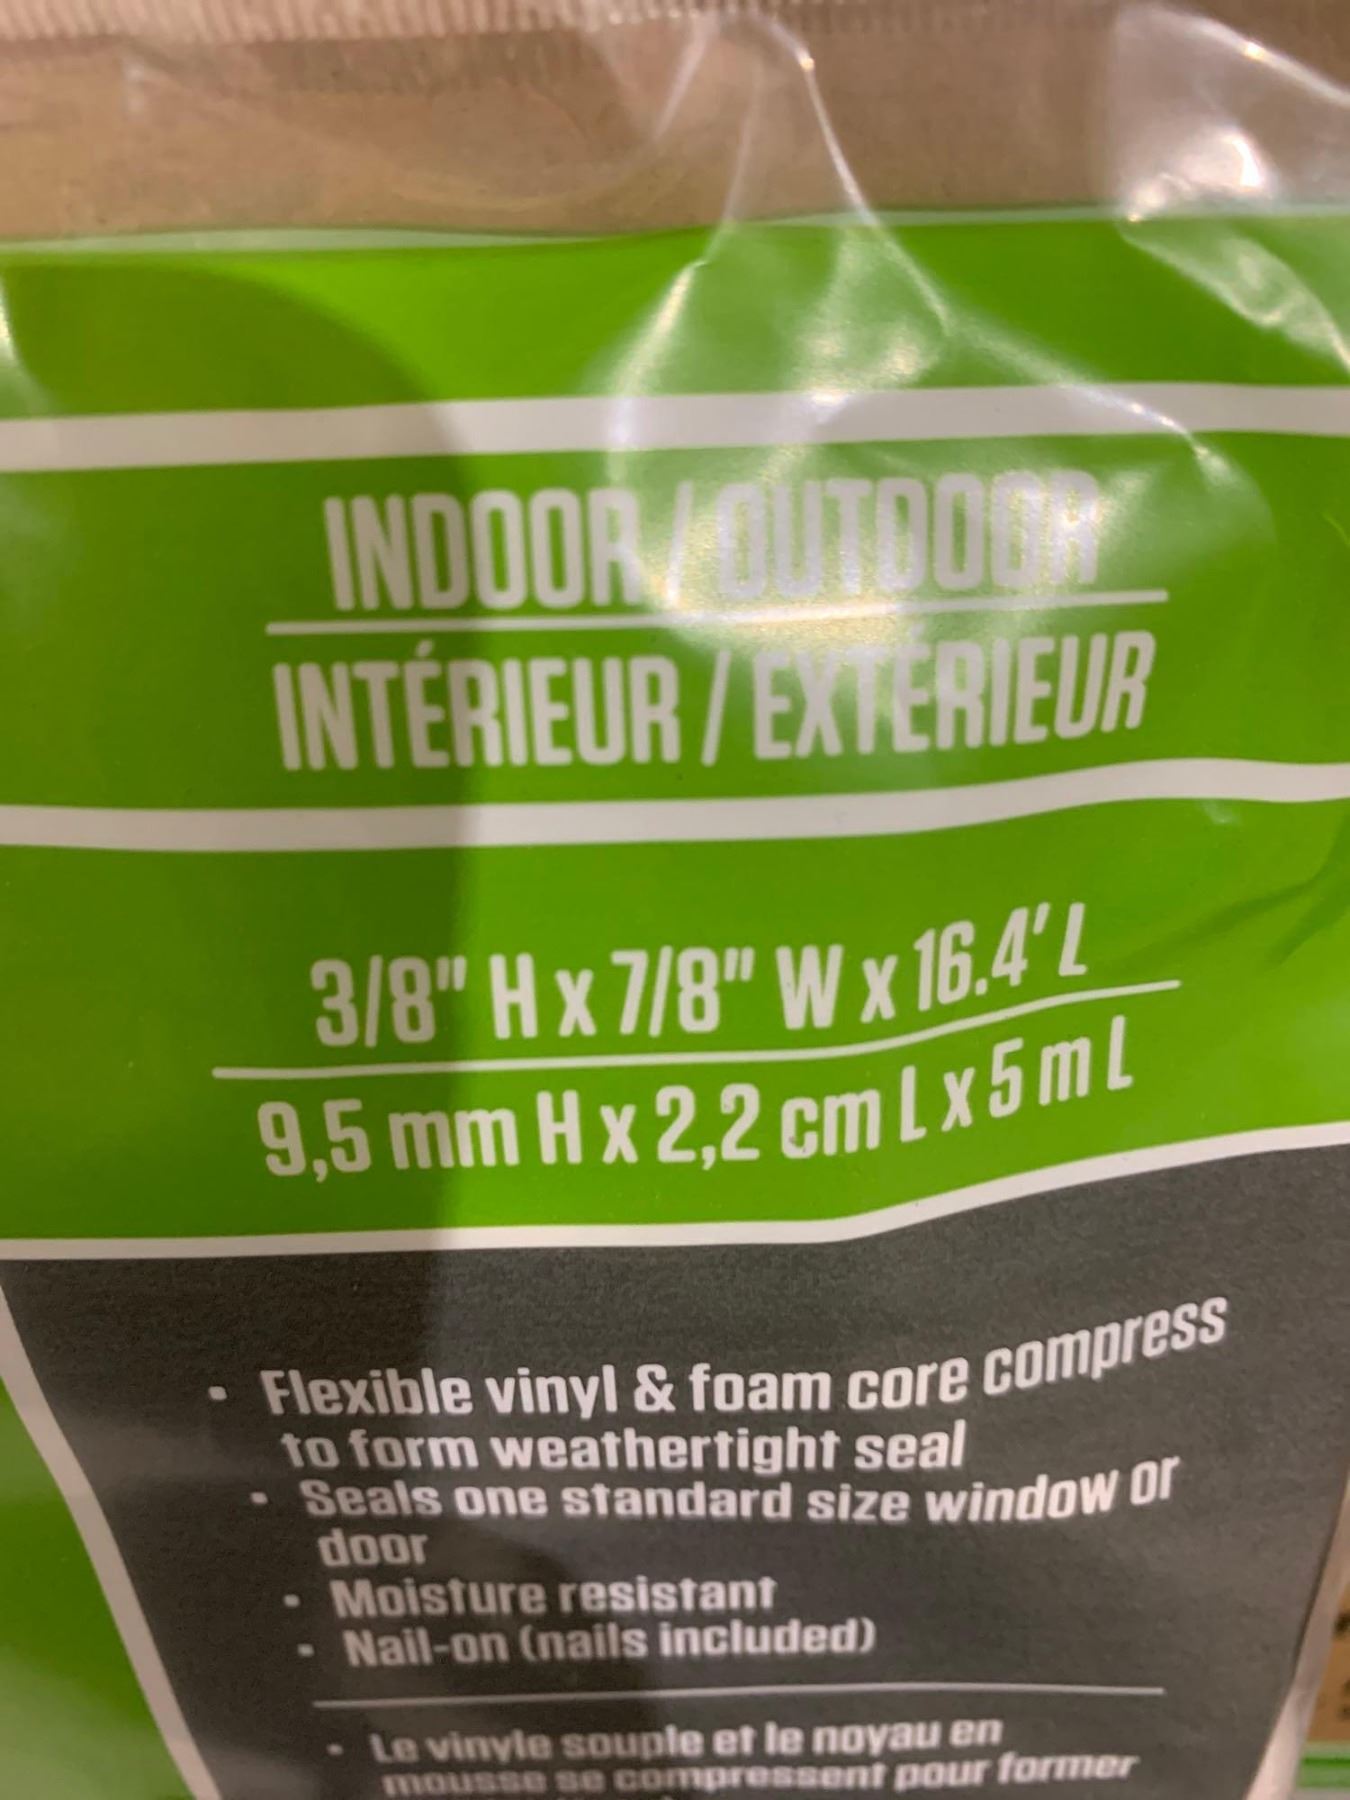 INDOOR / OUTDOOR
INTÉRIEUR / EXTÉRIEUR
3/8" H x 7/8" W x 16.4' L
9,5 mm H x 2,2 cm L x 5 m L
• Flexible vinyl & foam core compress
to form weathertight seal
• Seals one standard size window or
door
• Moisture resistant
• Nail-on (nails included)
• Le vinyle souple et le noyau en
mousse se compressent pour former